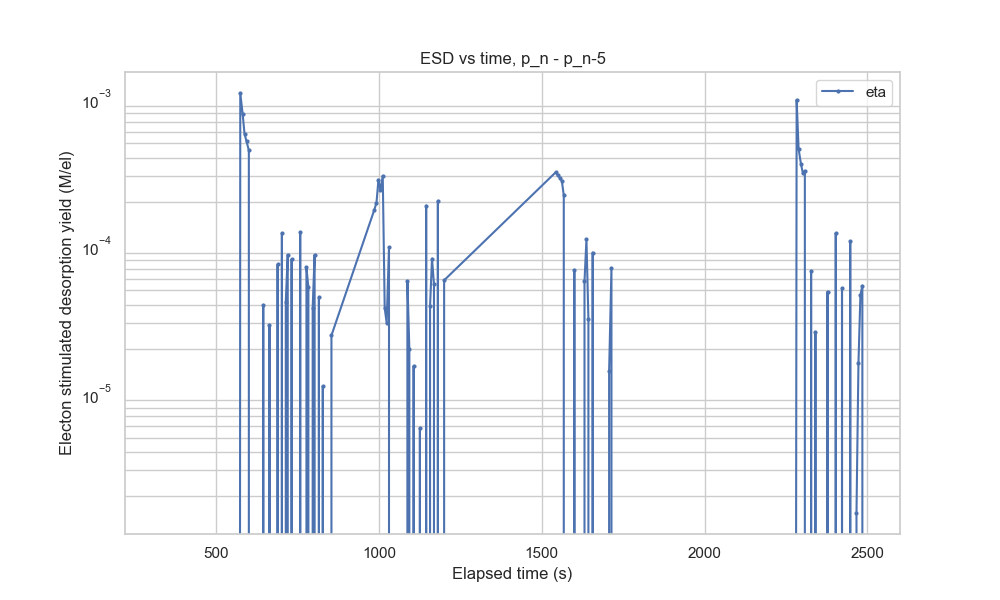 ESD vs time, p_n - p_n-5
eta
Electon stimulated desorption yield (M/el)
10⁻³
10⁻⁴
10⁻⁵
500 1000 1500 2000 2500
Elapsed time (s)